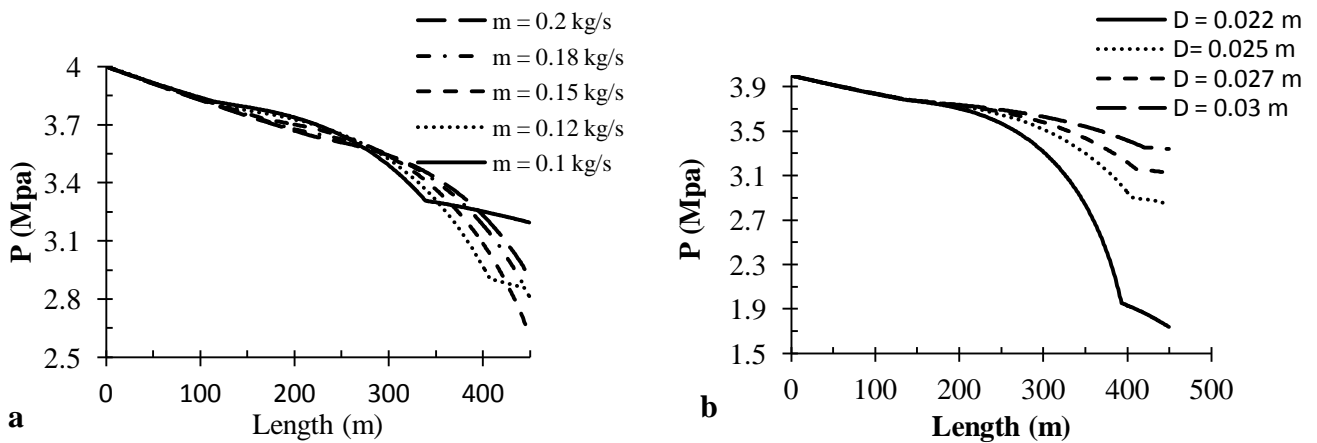 m = 0.2 kg/s
m = 0.18 kg/s
m = 0.15 kg/s
m = 0.12 kg/s
m = 0.1 kg/s
4
3.7
3.4
3.1
2.8
2.5
P (Mpa)
0 100 200 300 400
Length (m)
a
D = 0.022 m
D= 0.025 m
D = 0.027 m
D = 0.03 m
3.9
3.5
3.1
2.7
2.3
1.9
1.5
P (Mpa)
0 100 200 300 400 500
Length (m)
b